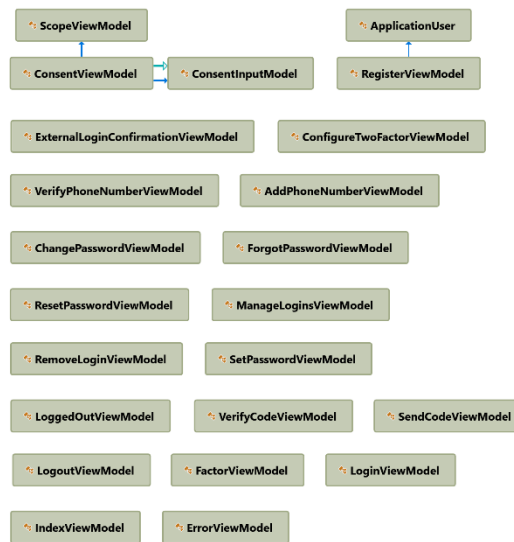 ScopeViewModel ApplicationUser
ConsentViewModel ConsentInputModel RegisterViewModel
ExternalLoginConfirmationViewModel ConfigureTwoFactorViewModel
VerifyPhoneNumberViewModel AddPhoneNumberViewModel
ChangePasswordViewModel ForgotPasswordViewModel
ResetPasswordViewModel ManageLoginsViewModel
RemoveLoginViewModel SetPasswordViewModel
LoggedOutViewModel VerifyCodeViewModel SendCodeViewModel
LogoutViewModel FactorViewModel LoginViewModel
IndexViewModel ErrorViewModel